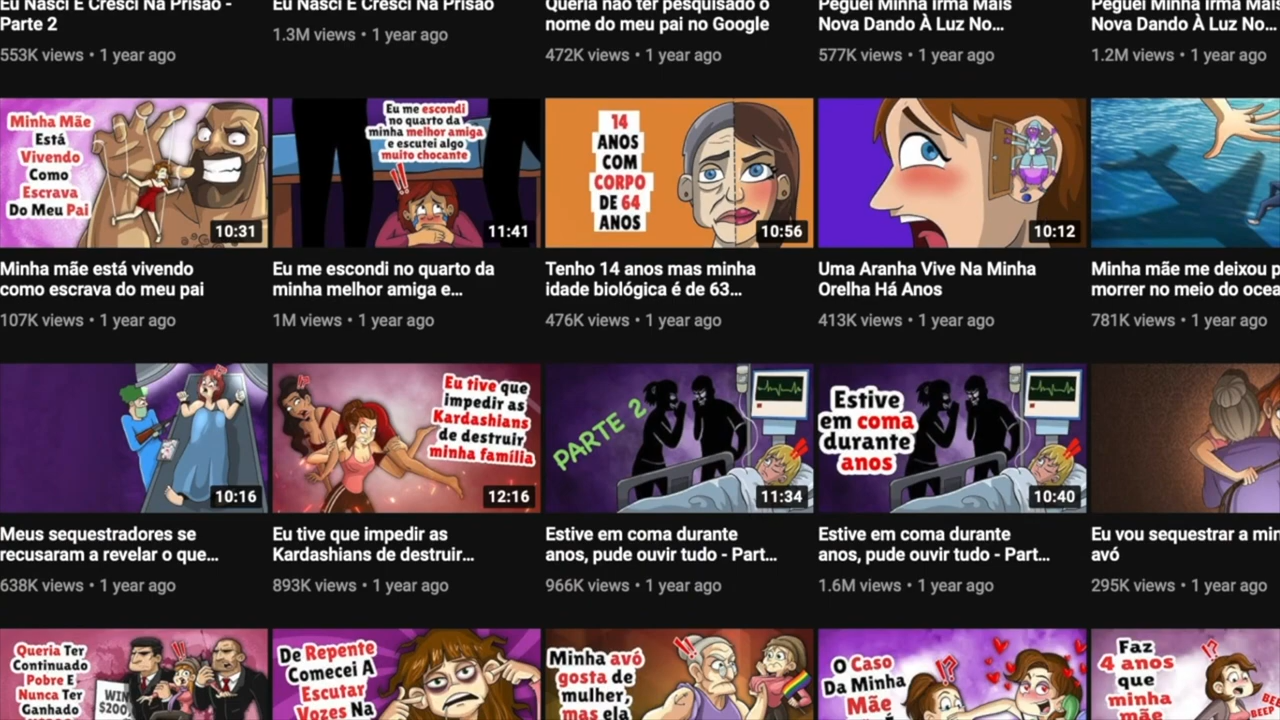 Eu Nasci E Cresci Na Prisão -
Parte 2
553K views • 1 year ago
Eu Nasci E Cresci Na Prisão
1.3M views • 1 year ago
Queria não ter pesquisado o
nome do meu pai no Google
472K views • 1 year ago
Peguei Minha Irmã Mais
Nova Dando À Luz No...
577K views • 1 year ago
Peguei Minha Irmã Mais
Nova Dando À Luz No...
1.2M views • 1 year ago
Minha Mãe
Está
Vivendo
Como
Escrava
Do Meu Pai
10:31
Eu me escondi
no quarto da
minha melhor amiga
e escutei algo
muito chocante
!!
11:41
14
ANOS
COM
CORPO
DE 64
ANOS
10:56
10:12
Minha mãe está vivendo
como escrava do meu pai
107K views • 1 year ago
Eu me escondi no quarto da
minha melhor amiga e...
1M views • 1 year ago
Tenho 14 anos mas minha
idade biológica é de 63...
476K views • 1 year ago
Uma Aranha Vive Na Minha
Orelha Há Anos
413K views • 1 year ago
Minha mãe me deixou p
morrer no meio do ocea
781K views • 1 year ago
10:16
Eu tive que
impedir as
Kardashians
de destruir
minha família
12:16
PARTE 2
11:34
Estive
em coma
durante
anos
10:40
Meus sequestradores se
recusaram a revelar o que...
638K views • 1 year ago
Eu tive que impedir as
Kardashians de destruir...
893K views • 1 year ago
Estive em coma durante
anos, pude ouvir tudo - Part...
966K views • 1 year ago
Estive em coma durante
anos, pude ouvir tudo - Part...
1.6M views • 1 year ago
Eu vou sequestrar a min
avó
295K views • 1 year ago
Queria Ter
Continuado
Pobre E
Nunca Ter
Ganhado
WIN
$200
De Repente
Comecei A
Escutar
Vozes Na
Minha avó
gosta de
mulher,
mas ela
!!
O Caso
Da Minha
Mãe
!?
Faz
4 anos
que
minha
mãe
!?
BEEP